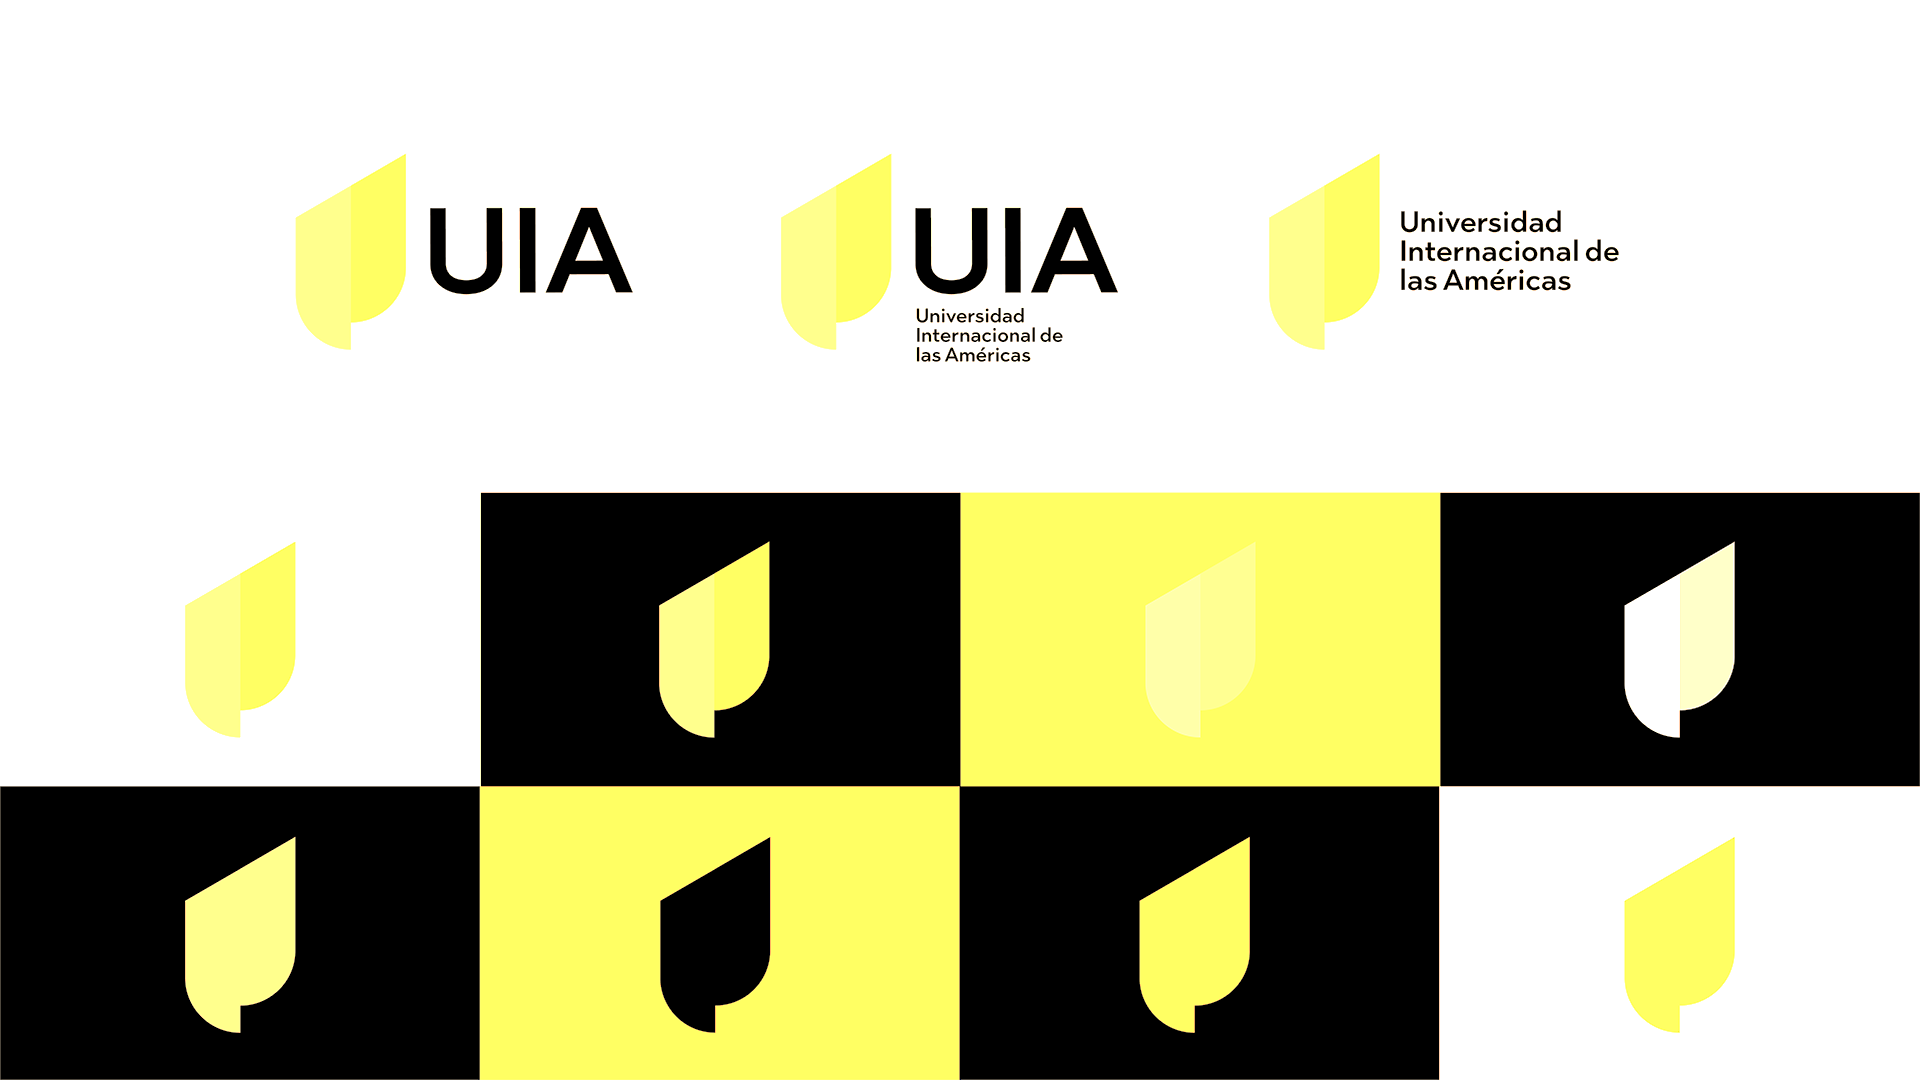 UIA
UIA
Universidad
Internacional de
las Américas
Universidad
Internacional de
las Américas